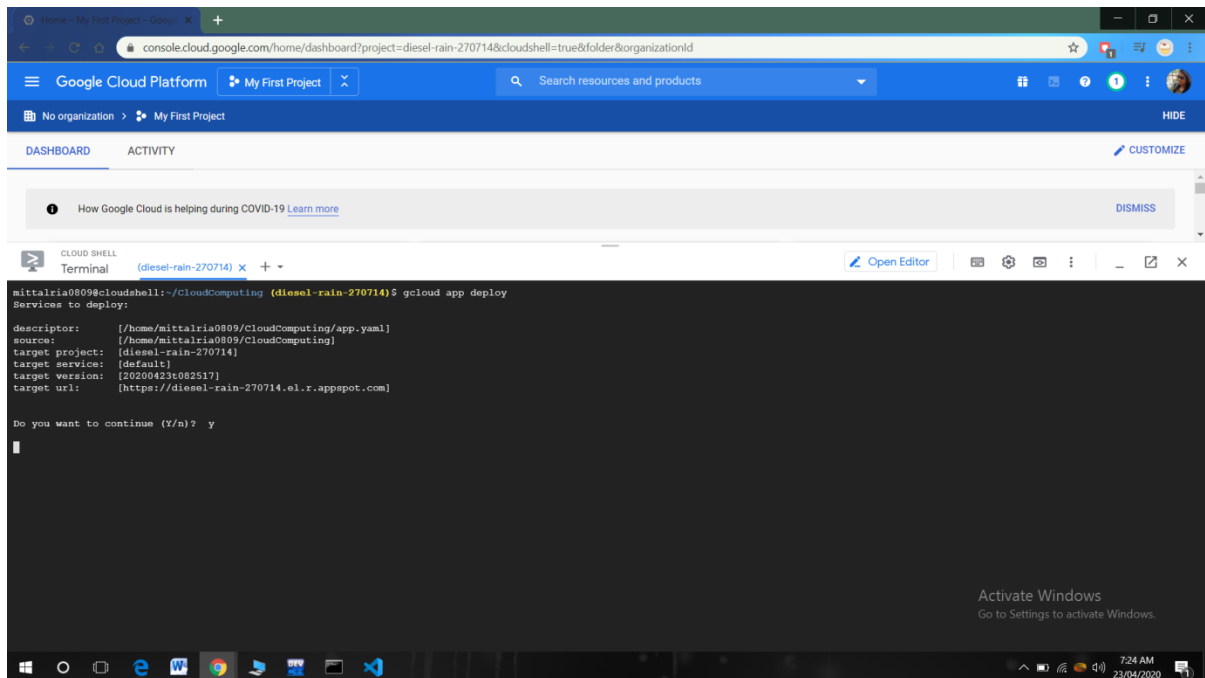 Home – My First Project – Googl
console.cloud.google.com/home/dashboard?project=diesel-rain-270714&cloudshell=true&folder&organizationId
Google Cloud Platform My First Project Search resources and products 1
No organization > My First Project HIDE
DASHBOARD ACTIVITY CUSTOMIZE
How Google Cloud is helping during COVID-19 Learn more DISMISS
CLOUD SHELL
Terminal (diesel-rain-270714) Open Editor
mittalria0809@cloudshell:~/CloudComputing (diesel-rain-270714)$ gcloud app deploy
Services to deploy:
descriptor: [/home/mittalria0809/CloudComputing/app.yaml]
source: [/home/mittalria0809/CloudComputing]
target project: [diesel-rain-270714]
target service: [default]
target version: [20200423t082517]
target url: [https://diesel-rain-270714.el.r.appspot.com]
Do you want to continue (Y/n)? y
Activate Windows
Go to Settings to activate Windows.
7:24 AM
23/04/2020